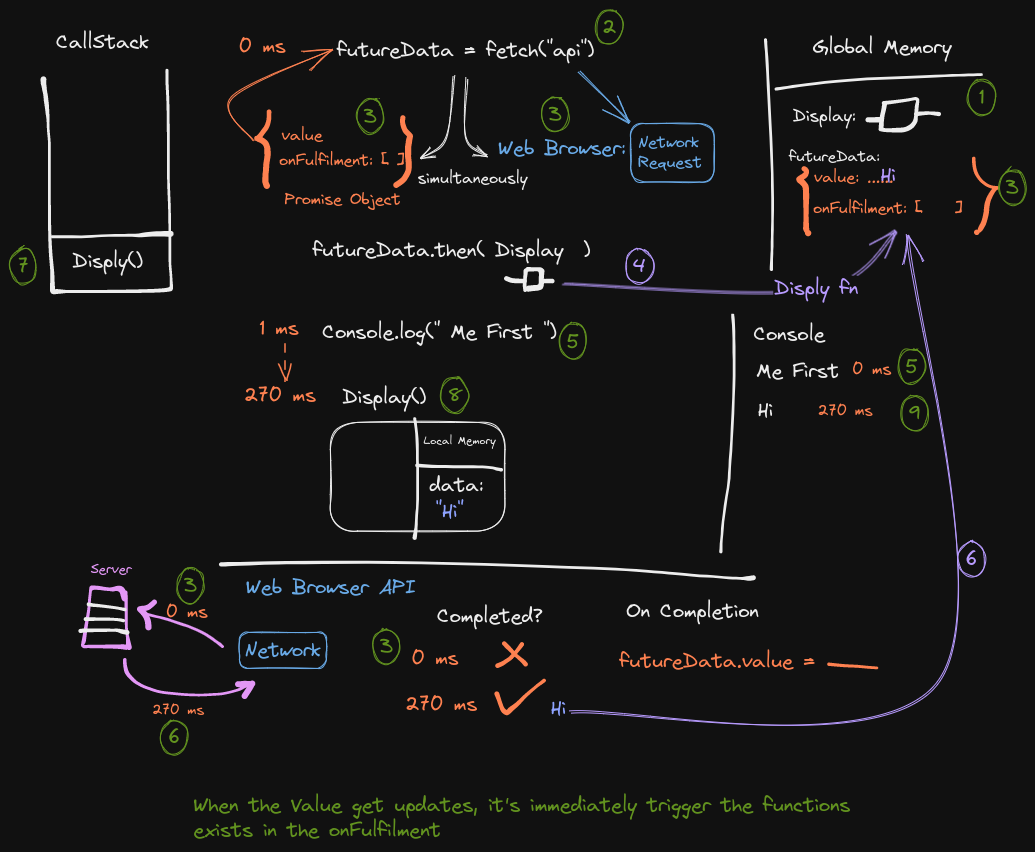 CallStack
0 ms
futureData = fetch("api")
2
Global Memory
1
Display:
3
value
onFulfilment: [ ]
Promise Object
3
Web Browser:
Network
Request
simultaneously
futureData:
value: ....Hi
onFulfilment: [ ]
3
7
Disply()
futureData.then( Display )
4
Disply fn
1 ms
Console.log(" Me First ")
5
Console
Me First 0 ms
5
270 ms
Display()
8
Hi 270 ms
9
Local Memory
data:
"Hi"
6
Server
3
0 ms
Web Browser API
Completed?
On Completion
Network
3
0 ms
futureData.value =
270 ms
Hi
270 ms
6
When the Value get updates, it's immediately trigger the functions
exists in the onFulfilment